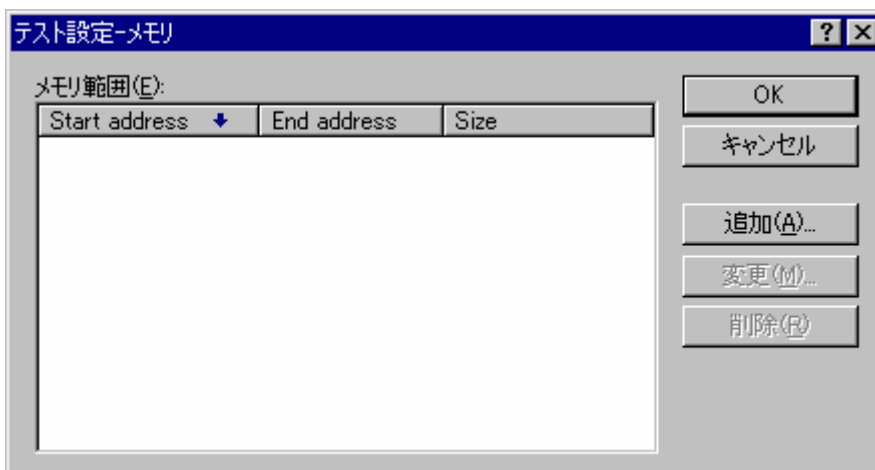 テスト設定-メモリ
メモリ範囲(E):
Start address End address Size
OK
キャンセル
追加(A)...
変更(M)...
削除(R)